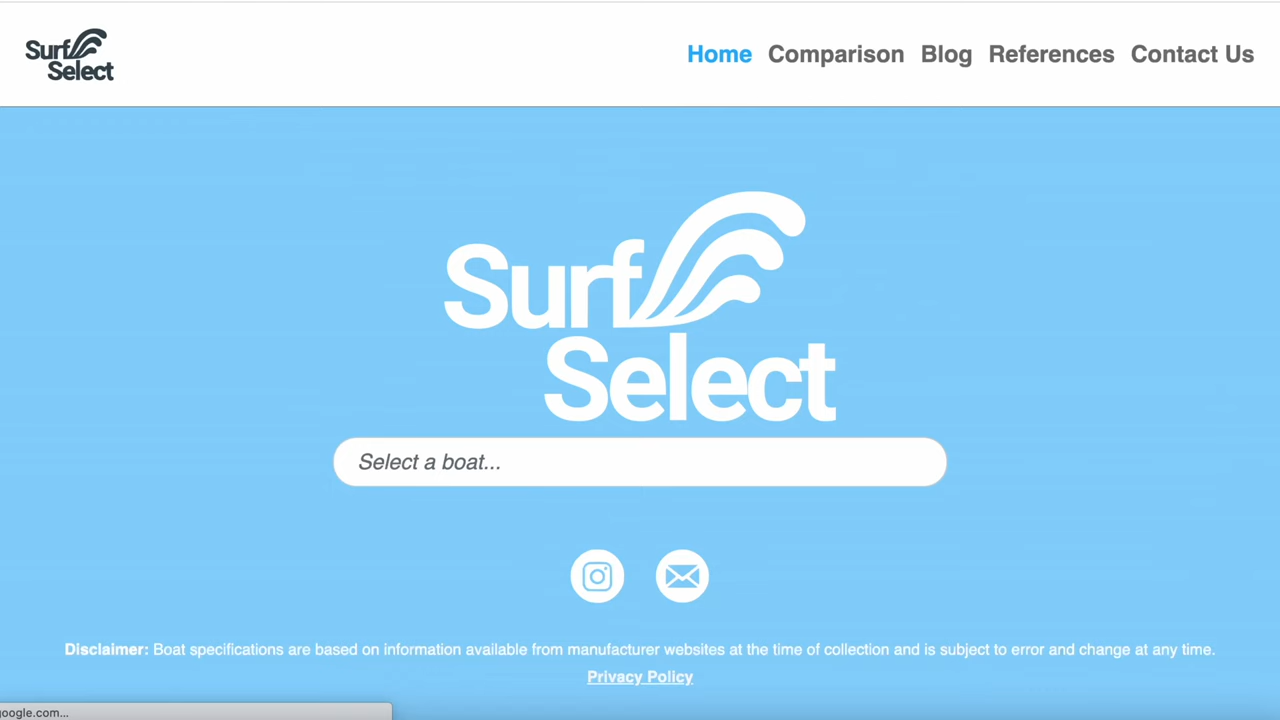 Surf
Select
Home Comparison Blog References Contact Us
Surf
Select
Select a boat...
Disclaimer: Boat specifications are based on information available from manufacturer websites at the time of collection and is subject to error and change at any time.
Privacy Policy
google.com...